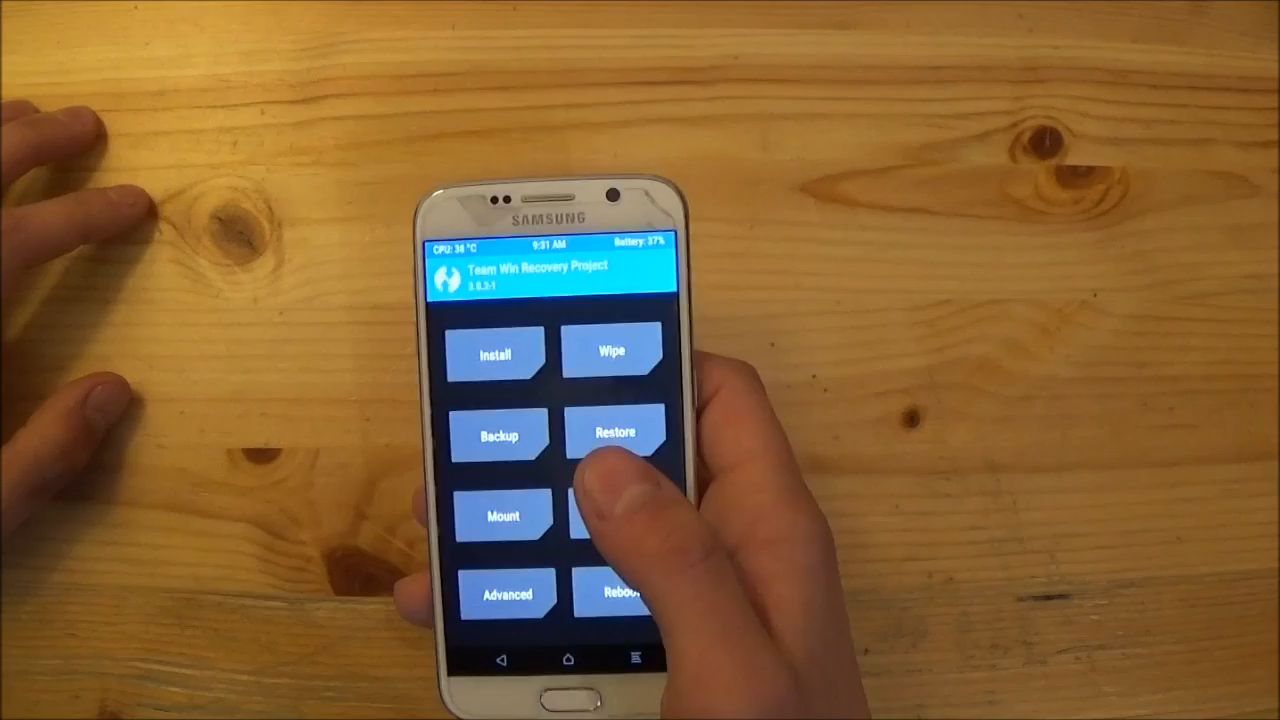 SAMSUNG
CPU: 38 °C 9:31 AM Battery: 37%
Team Win Recovery Project
Install Wipe
Backup Restore
Mount
Advanced